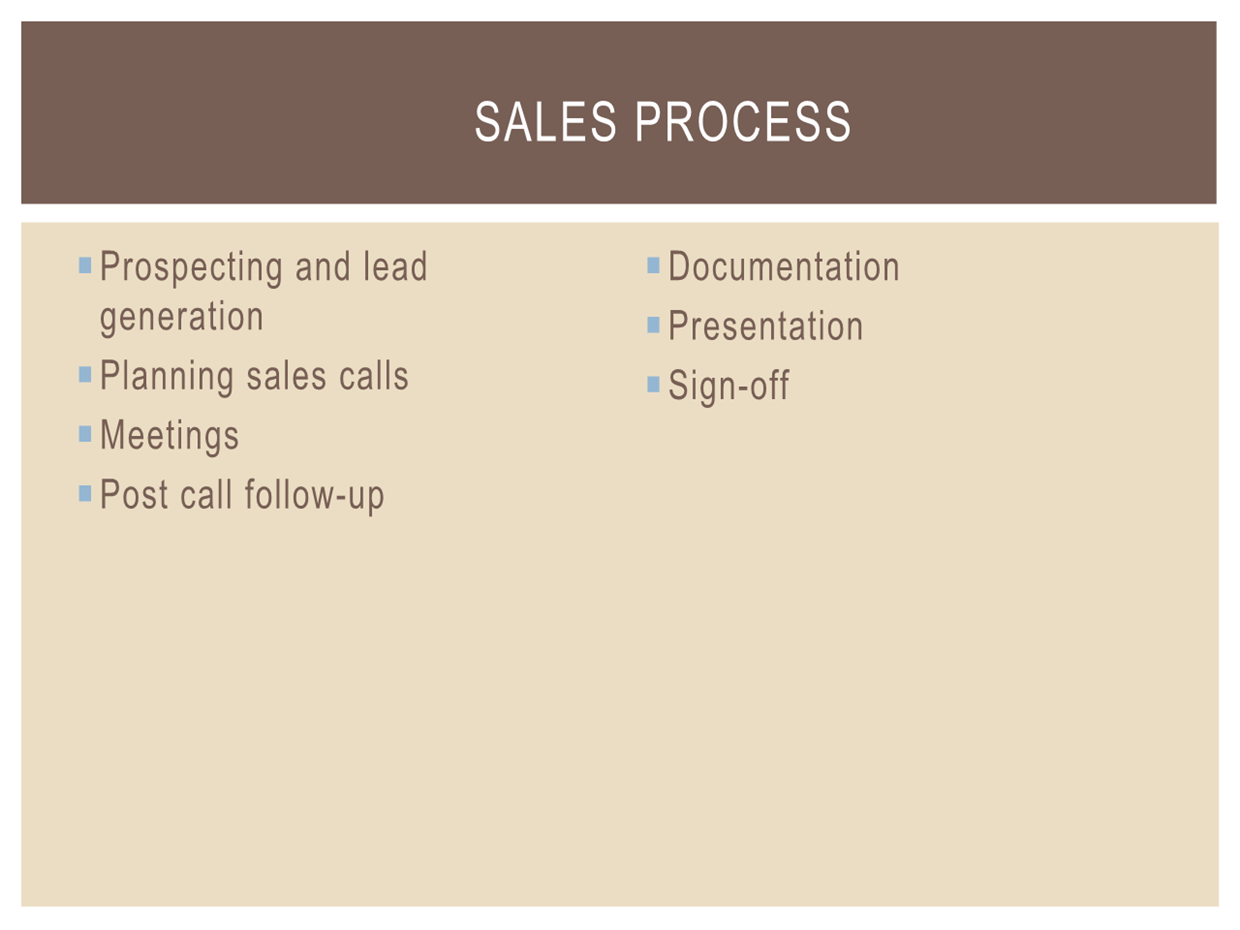 SALES PROCESS
Prospecting and lead
generation
Planning sales calls
Meetings
Post call follow-up
Documentation
Presentation
Sign-off